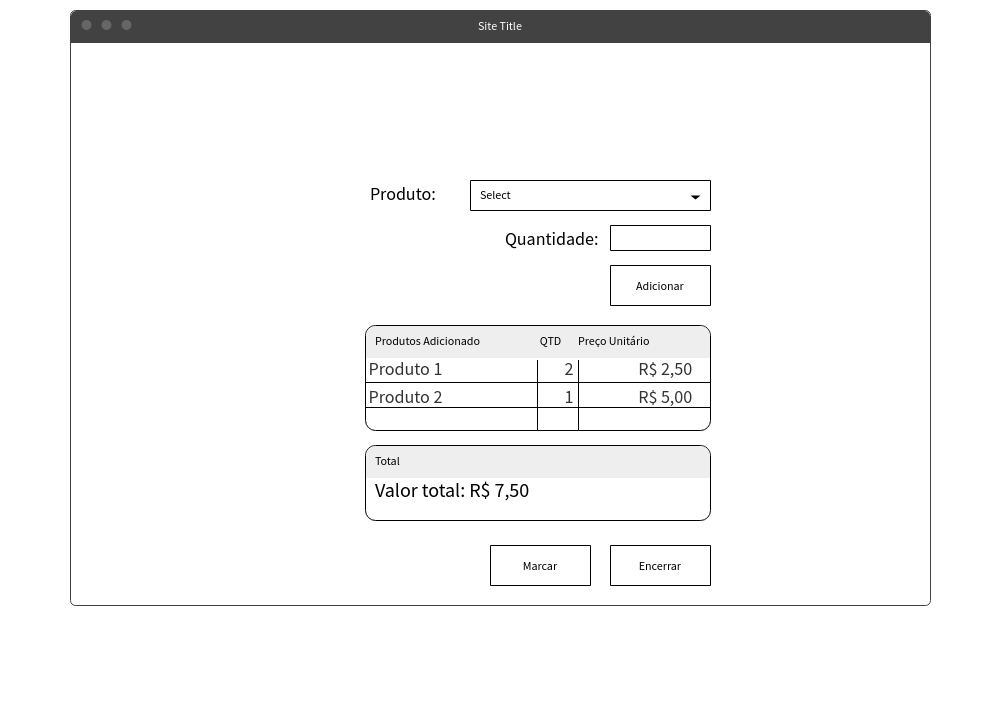 Site Title
Produto:
Select
Quantidade:
Adicionar
Produtos Adicionado QTD Preço Unitário
Produto 1 2 R$ 2,50
Produto 2 1 R$ 5,00
Total
Valor total: R$ 7,50
Marcar Encerrar